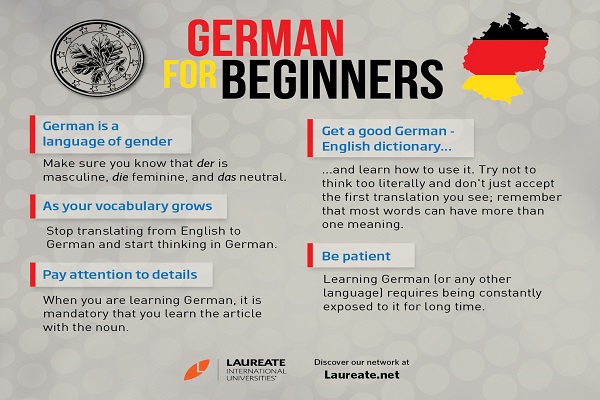 GERMAN
FOR BEGINNERS
German is a
language of gender
Make sure you know that der is
masculine, die feminine, and das neutral.
As your vocabulary grows
Stop translating from English to
German and start thinking in German.
Pay attention to details
When you are learning German, it is
mandatory that you learn the article
with the noun.
Get a good German -
English dictionary...
...and learn how to use it. Try not to
think too literally and don't just accept
the first translation you see; remember
that most words can have more than
one meaning.
Be patient
Learning German (or any other
language) requires being constantly
exposed to it for long time.
LAUREATE
INTERNATIONAL
UNIVERSITIES®
Discover our network at
Laureate.net